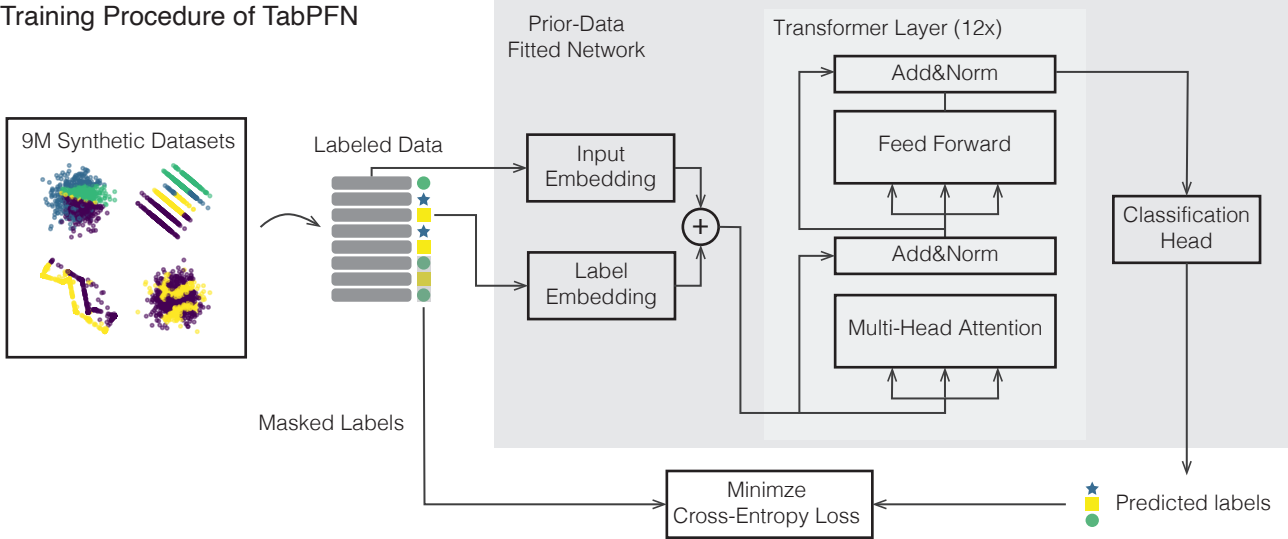 Training Procedure of TabPFN
Prior-Data
Fitted Network
Transformer Layer (12x)
Add&Norm
Feed Forward
Add&Norm
Multi-Head Attention
9M Synthetic Datasets
Labeled Data
Input
Embedding
+
Label
Embedding
Classification
Head
Masked Labels
Minimze
Cross-Entropy Loss
Predicted labels